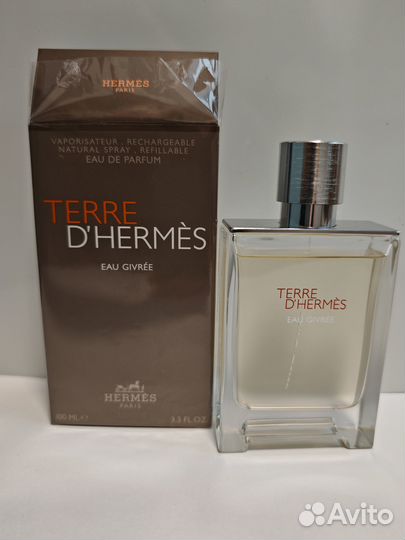 HERMÈS
PARIS
VAPORISATEUR . RECHARGEABLE
NATURAL SPRAY . REFILLABLE
EAU DE PARFUM
TERRE
D'HERMÈS
EAU GIVRÉE
HERMÈS
PARIS
100 ML e
3.3 FL.OZ
TERRE
D'HERMÈS
EAU GIVRÉE
Avito